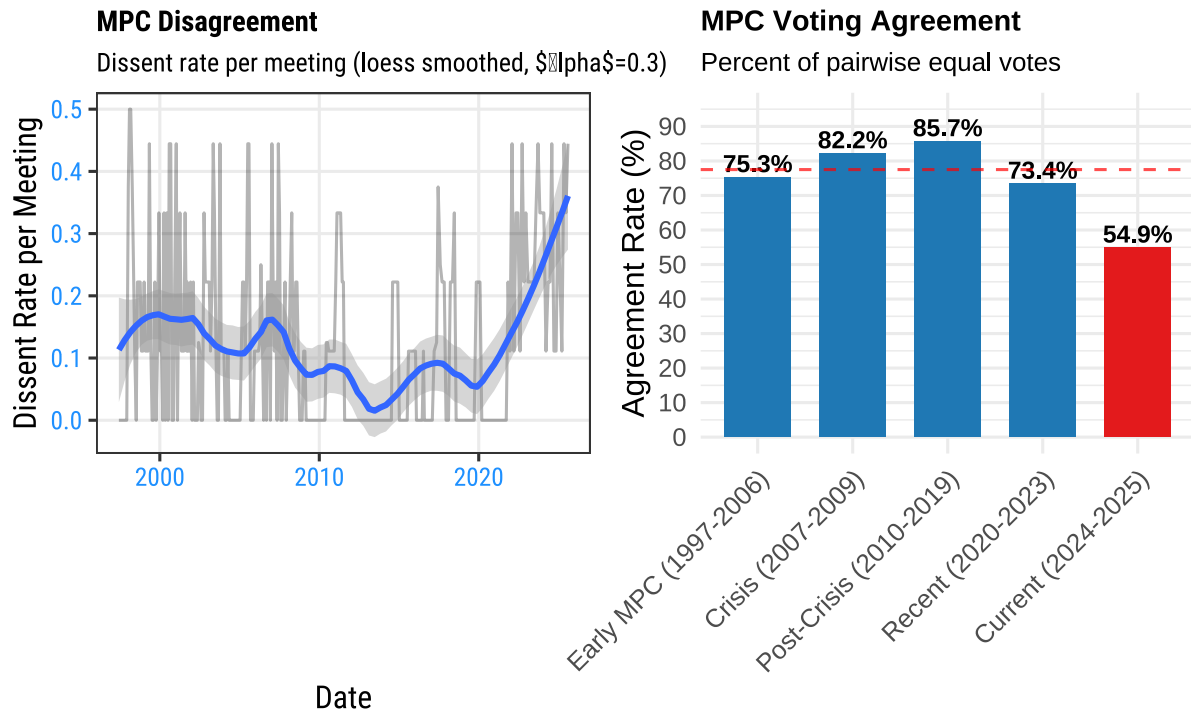 MPC Disagreement
Dissent rate per meeting (loess smoothed, $lpha$=0.3)
Dissent Rate per Meeting
0.5
0.4
0.3
0.2
0.1
0.0
2000 2010 2020
Date
MPC Voting Agreement
Percent of pairwise equal votes
Agreement Rate (%)
90
80
70
60
50
40
30
20
10
0
75.3%
82.2%
85.7%
73.4%
54.9%
Early MPC (1997-2006)
Crisis (2007-2009)
Post-Crisis (2010-2019)
Recent (2020-2023)
Current (2024-2025)